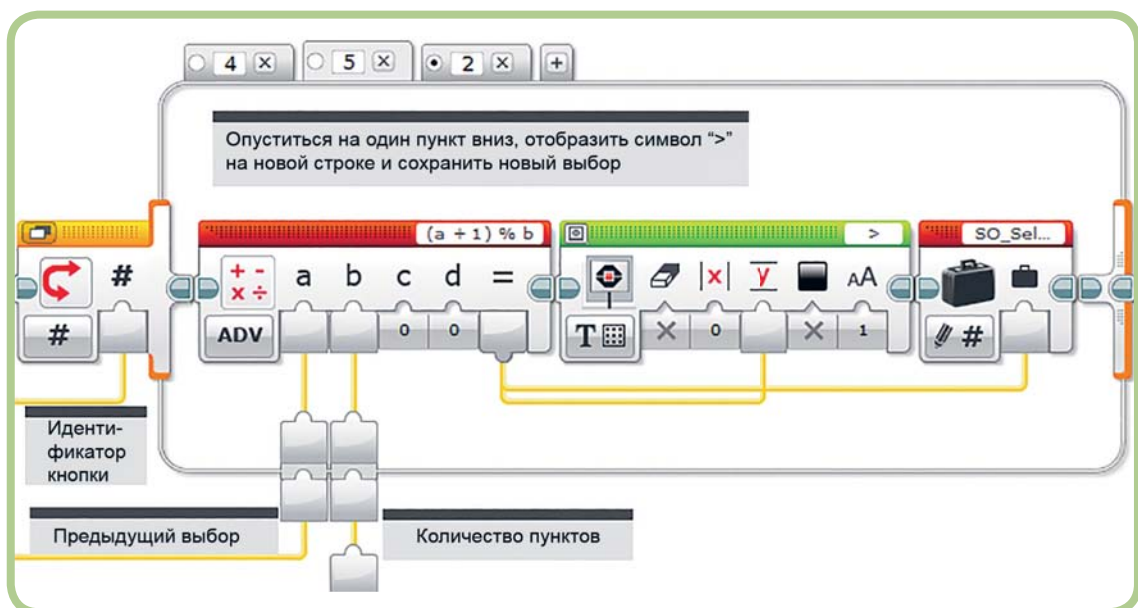 4 5 2 +
Опуститься на один пункт вниз, отобразить символ “>”
на новой строке и сохранить новый выбор
(a + 1) % b
>
SO_Sel...
# + - x ÷ a b c d = |x| y AA
# ADV 0 0 T 0 1 #
Иденти-
фикатор
кнопки
Предыдущий выбор
Количество пунктов